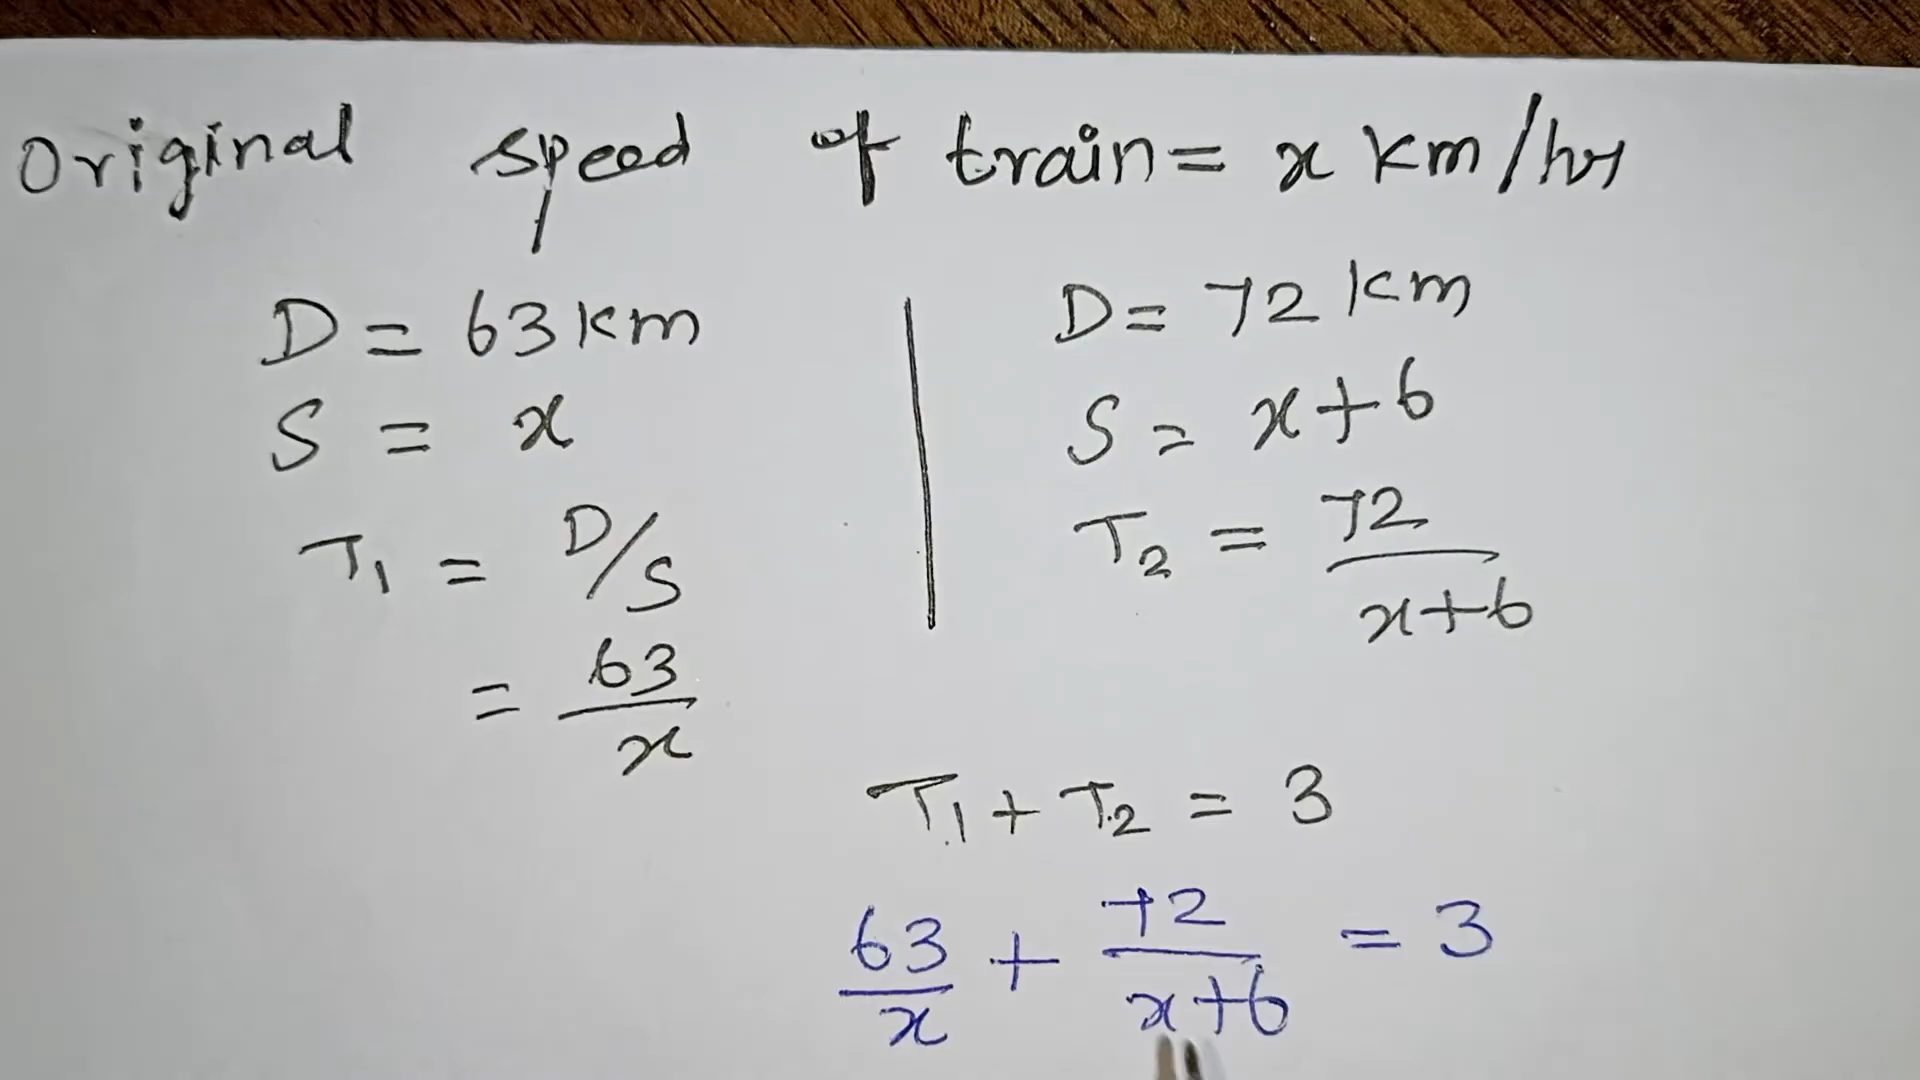 Original speed of train = x km/hr
D = 63 km
S = x
T₁ = D/S
= 63/x
D = 72 km
S = x+6
T₂ = 72/x+6
T₁ + T₂ = 3
63/x + 72/x+6 = 3